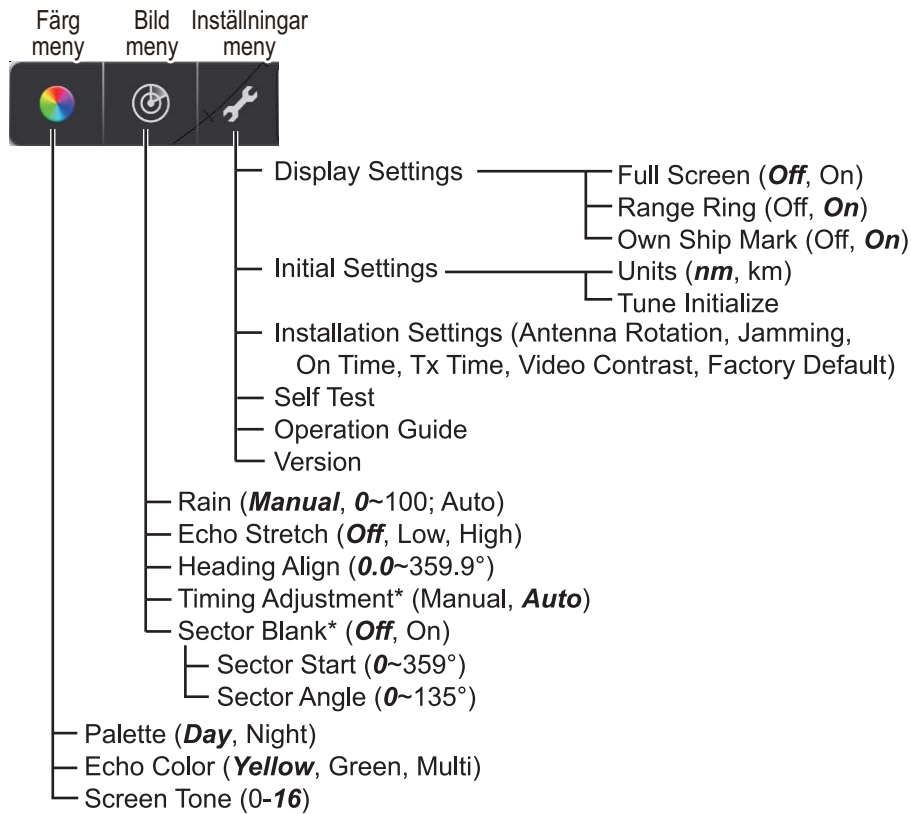 Färg meny
Bild meny
Inställningar meny
Display Settings
Full Screen (Off, On)
Range Ring (Off, On)
Own Ship Mark (Off, On)
Initial Settings
Units (nm, km)
Tune Initialize
Installation Settings (Antenna Rotation, Jamming,
On Time, Tx Time, Video Contrast, Factory Default)
Self Test
Operation Guide
Version
Rain (Manual, 0~100; Auto)
Echo Stretch (Off, Low, High)
Heading Align (0.0~359.9°)
Timing Adjustment* (Manual, Auto)
Sector Blank* (Off, On)
Sector Start (0~359°)
Sector Angle (0~135°)
Palette (Day, Night)
Echo Color (Yellow, Green, Multi)
Screen Tone (0-16)